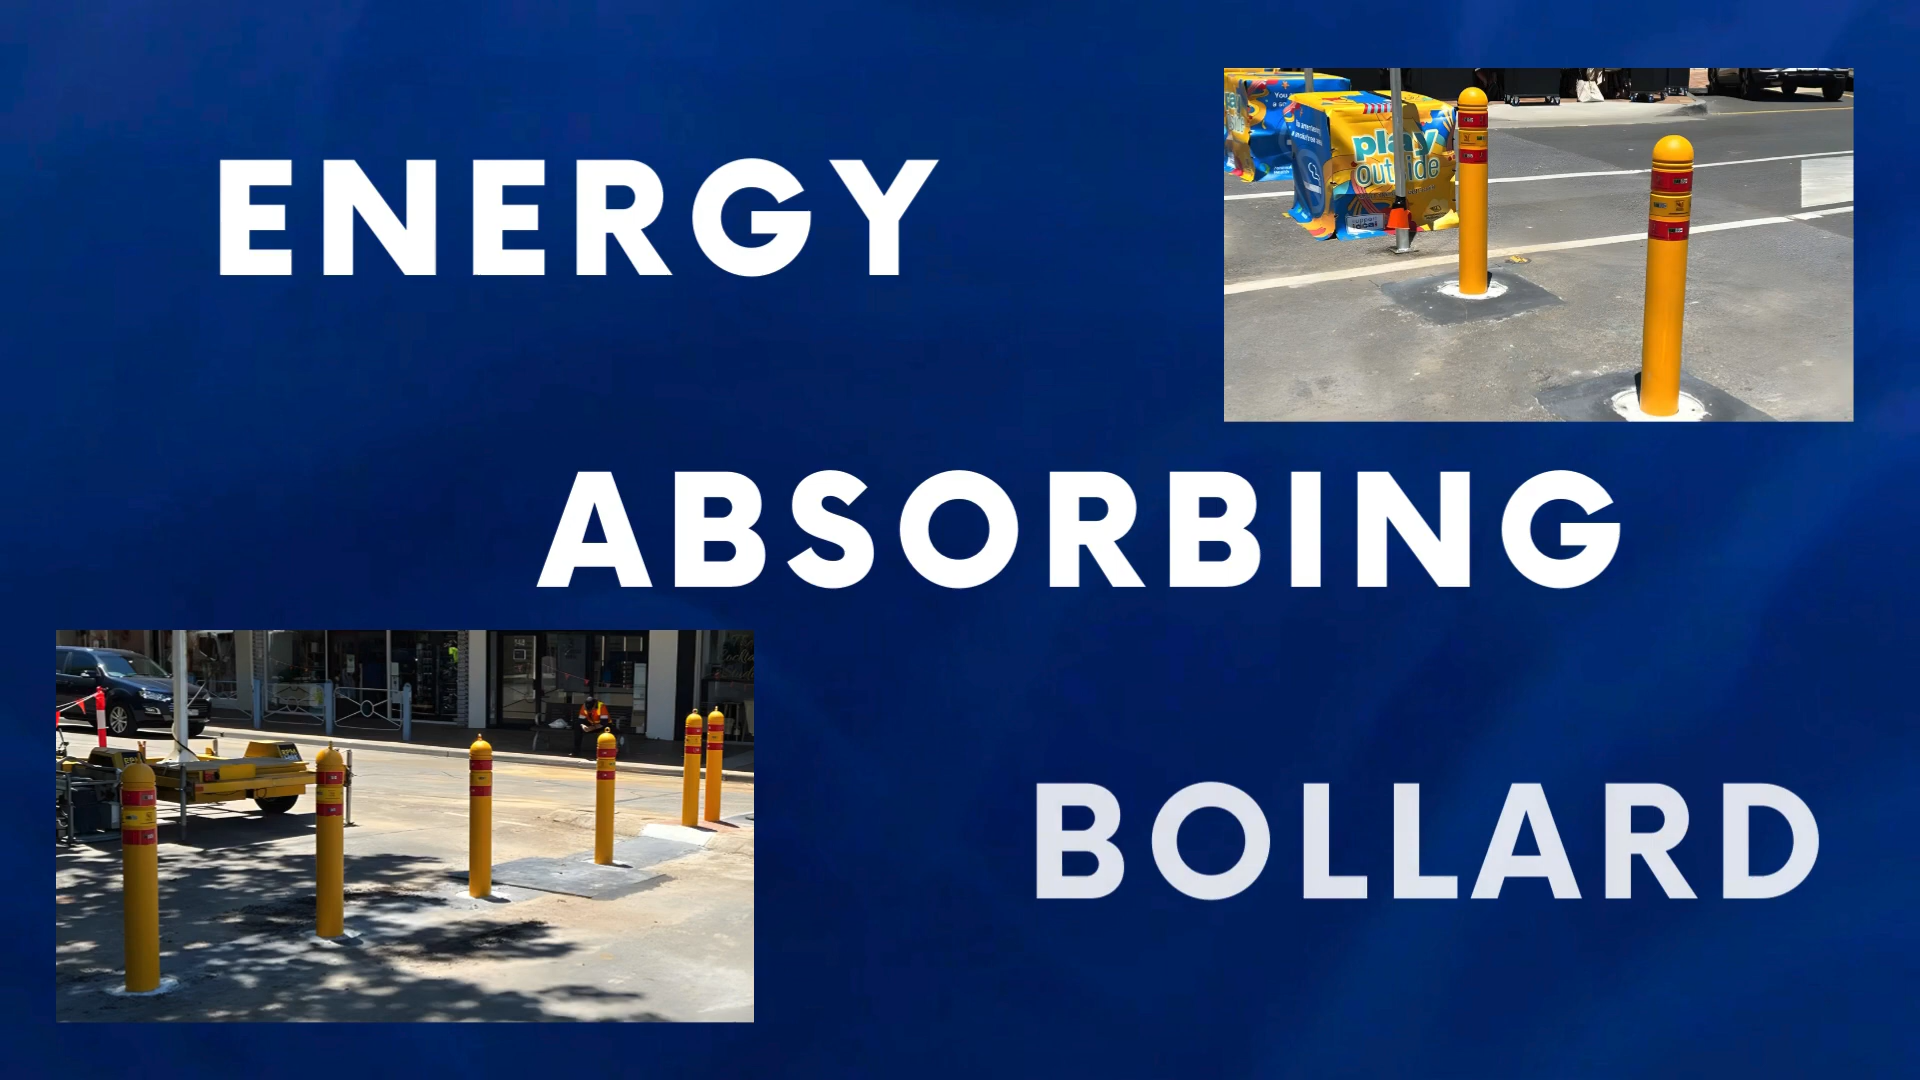 ENERGY
play
outside
ABSORBING
BOLLARD